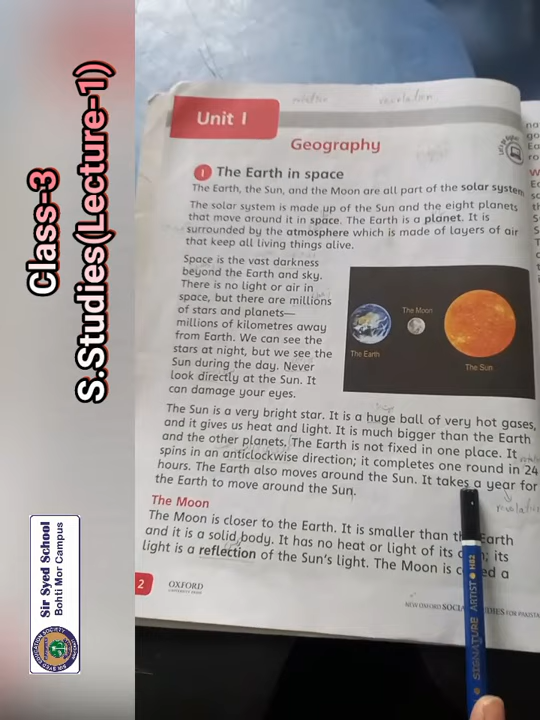 Class-3
S.Studies(Lecture-1)
Sir Syed School
Bohti Mor Campus
Unit 1
Geography
1 The Earth in space
The Earth, the Sun, and the Moon are all part of the solar system
The solar system is made up of the Sun and the eight planets
that move around it in space. The Earth is a planet. It is
surrounded by the atmosphere which is made of layers of air
that keep all living things alive.
Space is the vast darkness
beyond the Earth and sky.
There is no light or air in
space, but there are millions
of stars and planets—
millions of kilometres away
from Earth. We can see the
stars at night, but we see the
Sun during the day. Never
look directly at the Sun. It
can damage your eyes.
The Moon
The Earth
The Sun
The Sun is a very bright star. It is a huge ball of very hot gases,
and it gives us heat and light. It is much bigger than the Earth
and the other planets. The Earth is not fixed in one place. It
spins in an anticlockwise direction; it completes one round in 24
hours. The Earth also moves around the Sun. It takes a year for
the Earth to move around the Sun.
The Moon
The Moon is closer to the Earth. It is smaller than the Earth
and it is a solid body. It has no heat or light of its own; its
light is a reflection of the Sun's light. The Moon is called a
2
OXFORD
UNIVERSITY PRESS
NEW OXFORD SOCIAL STUDIES FOR PAKISTA
SIGNATURE ARTIST